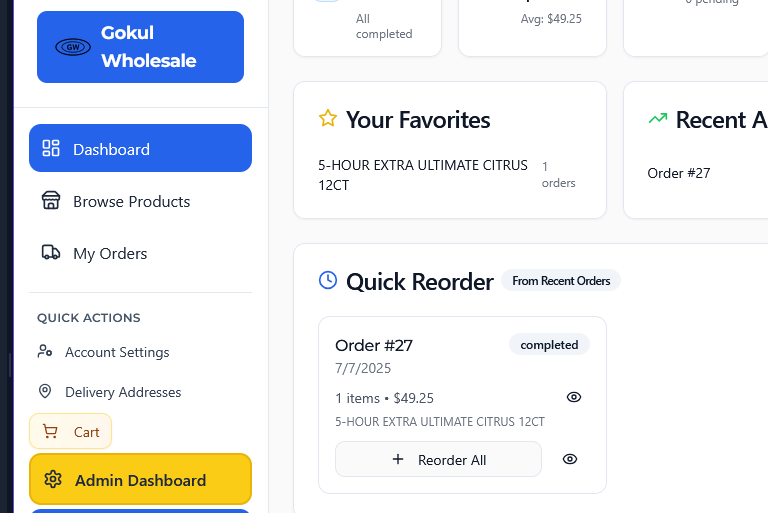 GW
Gokul
Wholesale
Dashboard
Browse Products
My Orders
QUICK ACTIONS
Account Settings
Delivery Addresses
Cart
Admin Dashboard
All
completed
Avg: $49.25
Your Favorites
5-HOUR EXTRA ULTIMATE CITRUS
12CT
1
orders
Recent A
Order #27
Quick Reorder
From Recent Orders
Order #27
completed
7/7/2025
1 items • $49.25
5-HOUR EXTRA ULTIMATE CITRUS 12CT
Reorder All